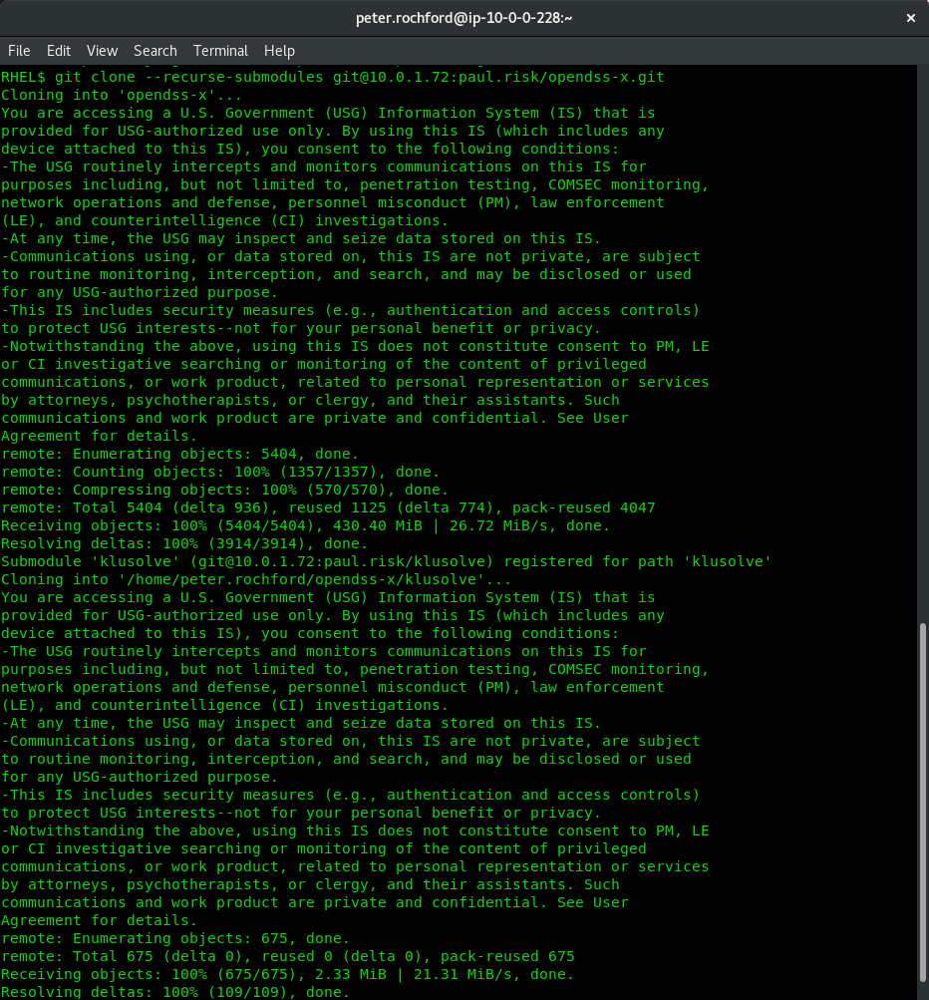 peter.rochford@ip-10-0-0-228:~
File Edit View Search Terminal Help
RHEL$ git clone --recurse-submodules git@10.0.1.72:paul.risk/opendss-x.git
Cloning into 'opendss-x'...
You are accessing a U.S. Government (USG) Information System (IS) that is
provided for USG-authorized use only. By using this IS (which includes any
device attached to this IS), you consent to the following conditions:
-The USG routinely intercepts and monitors communications on this IS for
purposes including, but not limited to, penetration testing, COMSEC monitoring,
network operations and defense, personnel misconduct (PM), law enforcement
(LE), and counterintelligence (CI) investigations.
-At any time, the USG may inspect and seize data stored on this IS.
-Communications using, or data stored on, this IS are not private, are subject
to routine monitoring, interception, and search, and may be disclosed or used
for any USG-authorized purpose.
-This IS includes security measures (e.g., authentication and access controls)
to protect USG interests--not for your personal benefit or privacy.
-Notwithstanding the above, using this IS does not constitute consent to PM, LE
or CI investigative searching or monitoring of the content of privileged
communications, or work product, related to personal representation or services
by attorneys, psychotherapists, or clergy, and their assistants. Such
communications and work product are private and confidential. See User
Agreement for details.
remote: Enumerating objects: 5404, done.
remote: Counting objects: 100% (1357/1357), done.
remote: Compressing objects: 100% (570/570), done.
remote: Total 5404 (delta 936), reused 1125 (delta 774), pack-reused 4047
Receiving objects: 100% (5404/5404), 430.40 MiB | 26.72 MiB/s, done.
Resolving deltas: 100% (3914/3914), done.
Submodule 'klusolve' (git@10.0.1.72:paul.risk/klusolve) registered for path 'klusolve'
Cloning into '/home/peter.rochford/opendss-x/klusolve'...
You are accessing a U.S. Government (USG) Information System (IS) that is
provided for USG-authorized use only. By using this IS (which includes any
device attached to this IS), you consent to the following conditions:
-The USG routinely intercepts and monitors communications on this IS for
purposes including, but not limited to, penetration testing, COMSEC monitoring,
network operations and defense, personnel misconduct (PM), law enforcement
(LE), and counterintelligence (CI) investigations.
-At any time, the USG may inspect and seize data stored on this IS.
-Communications using, or data stored on, this IS are not private, are subject
to routine monitoring, interception, and search, and may be disclosed or used
for any USG-authorized purpose.
-This IS includes security measures (e.g., authentication and access controls)
to protect USG interests--not for your personal benefit or privacy.
-Notwithstanding the above, using this IS does not constitute consent to PM, LE
or CI investigative searching or monitoring of the content of privileged
communications, or work product, related to personal representation or services
by attorneys, psychotherapists, or clergy, and their assistants. Such
communications and work product are private and confidential. See User
Agreement for details.
remote: Enumerating objects: 675, done.
remote: Total 675 (delta 0), reused 0 (delta 0), pack-reused 675
Receiving objects: 100% (675/675), 2.33 MiB | 21.31 MiB/s, done.
Resolving deltas: 100% (109/109), done.